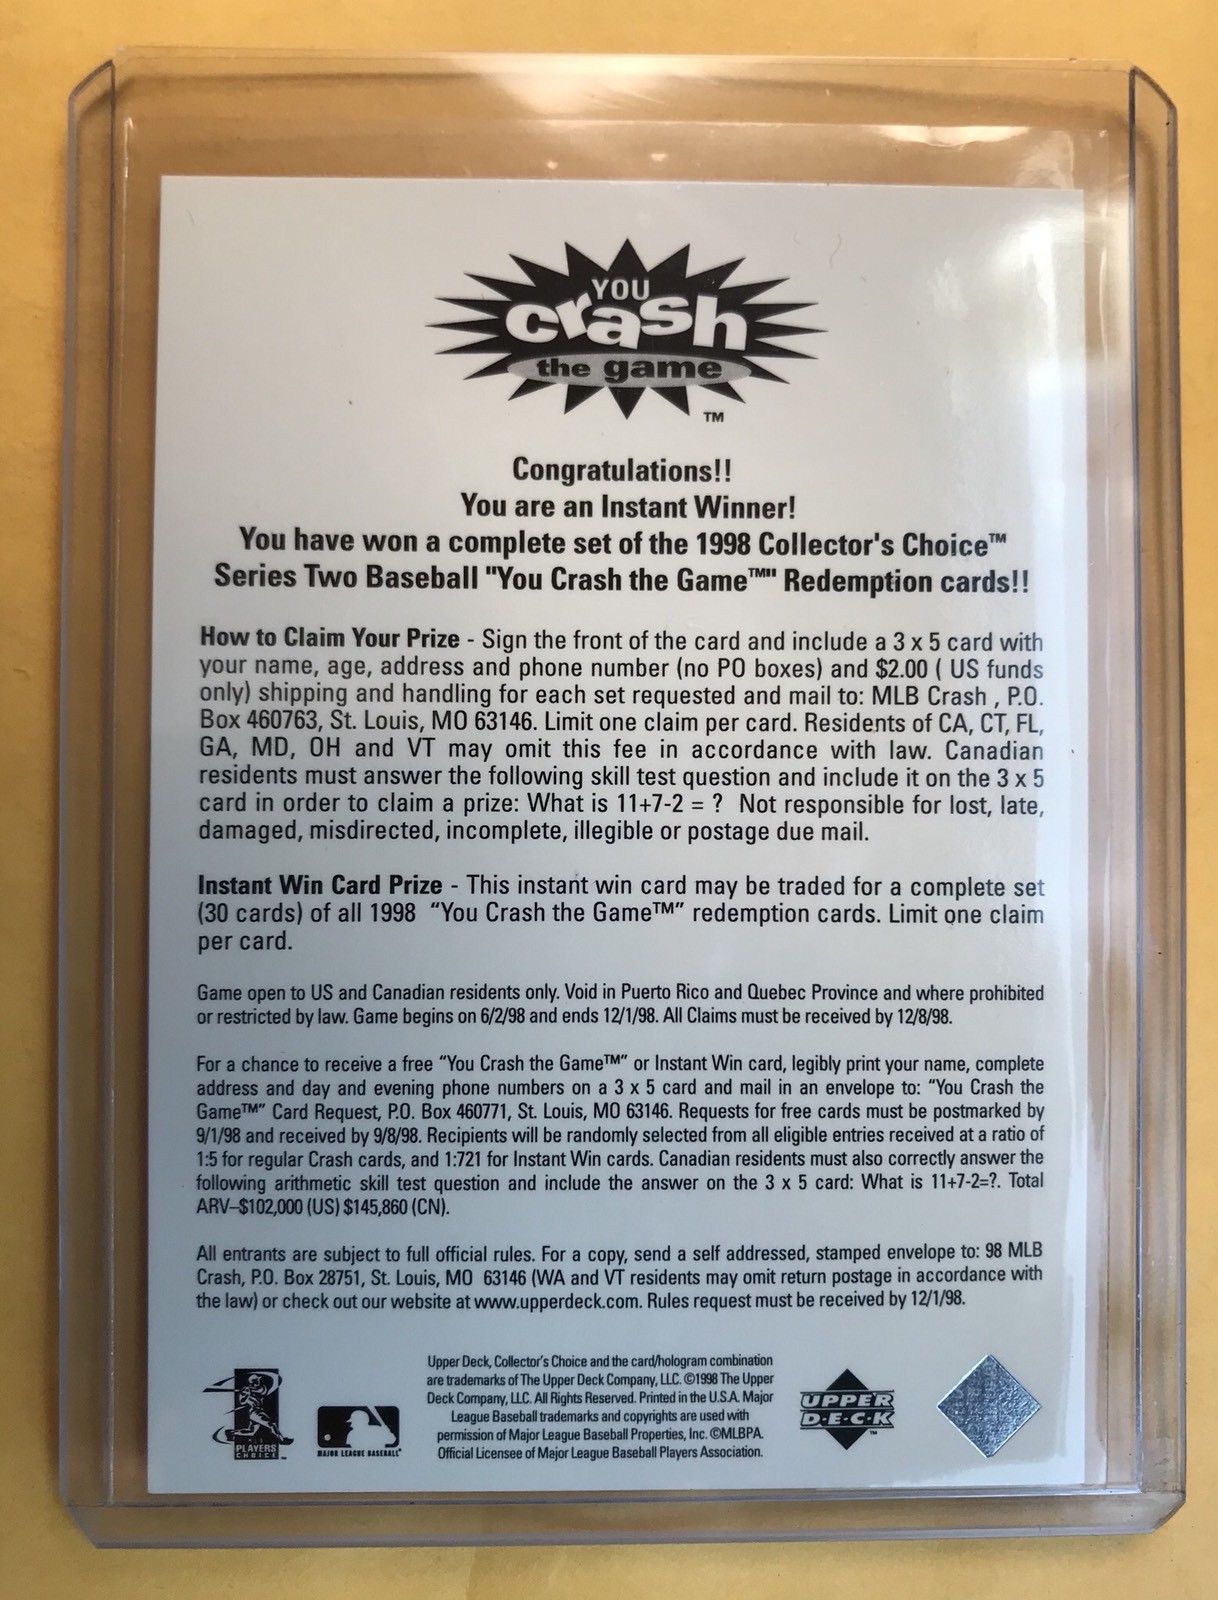 YOU
crash
the game
TM
Congratulations!!
You are an Instant Winner!
You have won a complete set of the 1998 Collector's Choice™
Series Two Baseball "You Crash the Game™" Redemption cards!!
How to Claim Your Prize - Sign the front of the card and include a 3 x 5 card with
your name, age, address and phone number (no PO boxes) and $2.00 ( US funds
only) shipping and handling for each set requested and mail to: MLB Crash , P.O.
Box 460763, St. Louis, MO 63146. Limit one claim per card. Residents of CA, CT, FL,
GA, MD, OH and VT may omit this fee in accordance with law. Canadian
residents must answer the following skill test question and include it on the 3 x 5
card in order to claim a prize: What is 11+7-2 = ? Not responsible for lost, late,
damaged, misdirected, incomplete, illegible or postage due mail.
Instant Win Card Prize - This instant win card may be traded for a complete set
(30 cards) of all 1998 “You Crash the Game™” redemption cards. Limit one claim
per card.
Game open to US and Canadian residents only. Void in Puerto Rico and Quebec Province and where prohibited
or restricted by law. Game begins on 6/2/98 and ends 12/1/98. All Claims must be received by 12/8/98.
For a chance to receive a free “You Crash the Game™” or Instant Win card, legibly print your name, complete
address and day and evening phone numbers on a 3 x 5 card and mail in an envelope to: “You Crash the
Game™” Card Request, P.O. Box 460771, St. Louis, MO 63146. Requests for free cards must be postmarked by
9/1/98 and received by 9/8/98. Recipients will be randomly selected from all eligible entries received at a ratio of
1:5 for regular Crash cards, and 1:721 for Instant Win cards. Canadian residents must also correctly answer the
following arithmetic skill test question and include the answer on the 3 x 5 card: What is 11+7-2=?. Total
ARV–$102,000 (US) $145,860 (CN).
All entrants are subject to full official rules. For a copy, send a self addressed, stamped envelope to: 98 MLB
Crash, P.O. Box 28751, St. Louis, MO 63146 (WA and VT residents may omit return postage in accordance with
the law) or check out our website at www.upperdeck.com. Rules request must be received by 12/1/98.
PLAYERS
CHOICE™
MAJOR LEAGUE BASEBALL®
Upper Deck, Collector's Choice and the card/hologram combination
are trademarks of The Upper Deck Company, LLC. ©1998 The Upper
Deck Company, LLC. All Rights Reserved. Printed in the U.S.A. Major
League Baseball trademarks and copyrights are used with
permission of Major League Baseball Properties, Inc. ©MLBPA.
Official Licensee of Major League Baseball Players Association.
UPPER
D·E·C·K
™